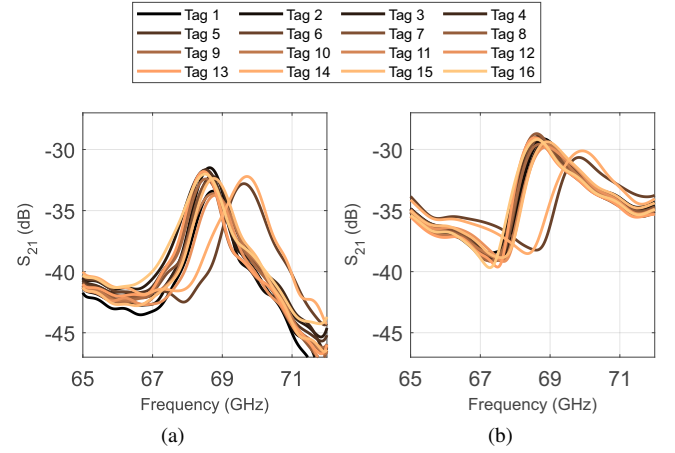 Tag 1 Tag 2 Tag 3 Tag 4
Tag 5 Tag 6 Tag 7 Tag 8
Tag 9 Tag 10 Tag 11 Tag 12
Tag 13 Tag 14 Tag 15 Tag 16
-30
-35
-40
-45
S21 (dB)
65 67 69 71
Frequency (GHz)
(a)
-30
-35
-40
-45
S21 (dB)
65 67 69 71
Frequency (GHz)
(b)